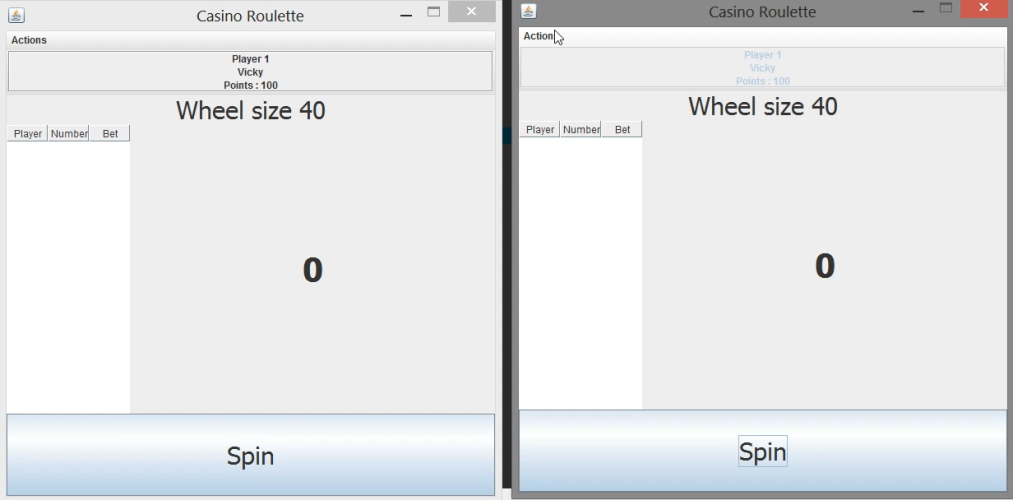 Casino Roulette
Actions
Player 1
Vicky
Points : 100
Wheel size 40
Player Number Bet
0
Spin
Casino Roulette
Action
Player 1
Vicky
Points : 100
Wheel size 40
Player Number Bet
0
Spin